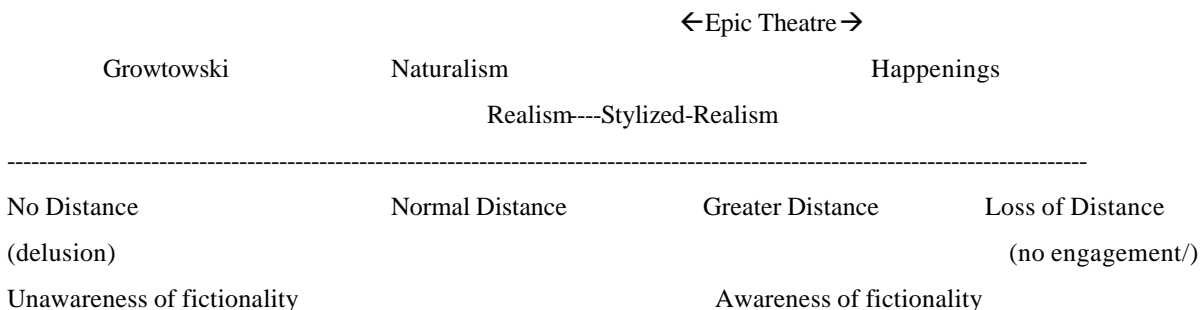 ←Epic Theatre→
Growtowski Naturalism Happenings
Realism----Stylized-Realism
---------------------------------------------------------------------------------------------------------------------------------------
No Distance Normal Distance Greater Distance Loss of Distance
(delusion) (no engagement/)
Unawareness of fictionality Awareness of fictionality